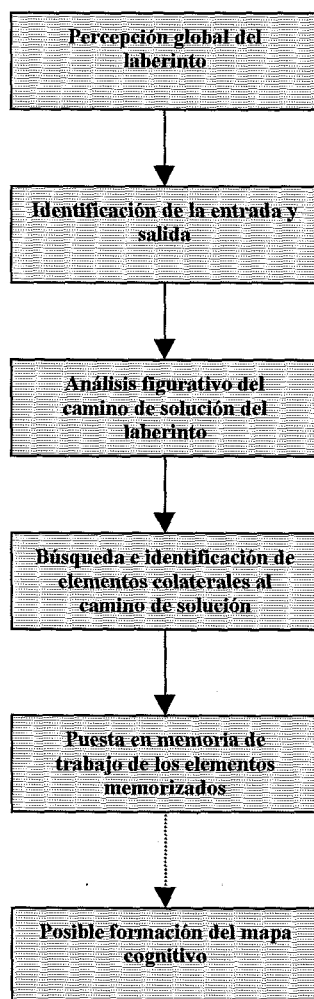 Percepción global del
laberinto
Identificación de la entrada y
salida
Análisis figurativo del
camino de solución del
laberinto
Búsqueda e identificación de
elementos colaterales al
camino de solución
Puesta en memoria de
trabajo de los elementos
memorizados
Posible formación del mapa
cognitivo